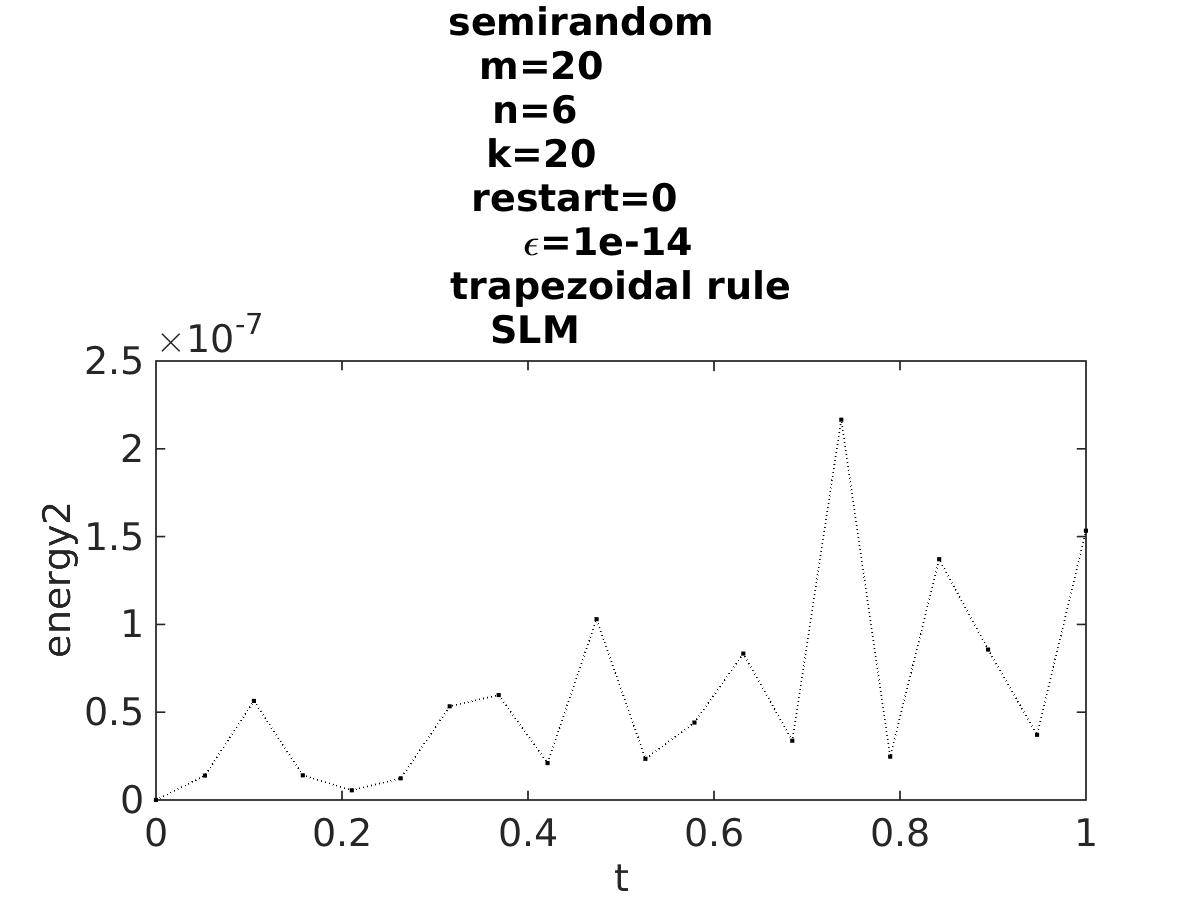 semirandom
m=20
n=6
k=20
restart=0
ϵ=1e-14
trapezoidal rule
SLM
×10-7
2.5
2
1.5
1
0.5
0
energy2
0 0.2 0.4 0.6 0.8 1
t